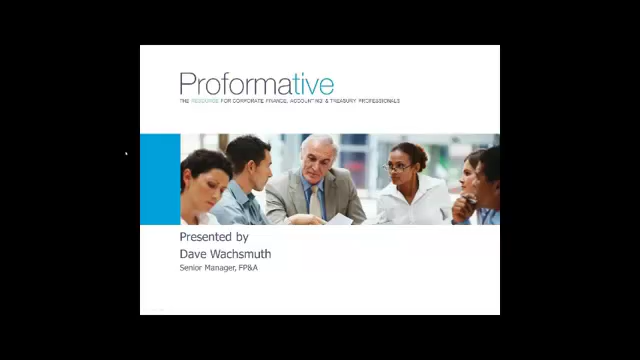 Proformative
THE RESOURCE FOR CORPORATE FINANCE, ACCOUNTING & TREASURY PROFESSIONALS
Presented by
Dave Wachsmuth
Senior Manager, FP&A